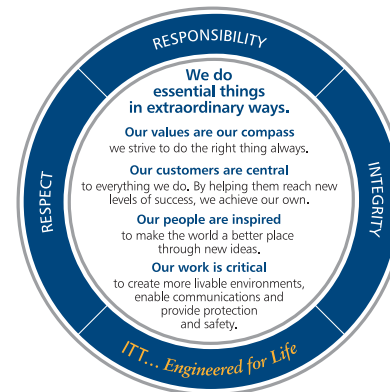 RESPONSIBILITY
We do
essential things
in extraordinary ways.
Our values are our compass
we strive to do the right thing always.
Our customers are central
to everything we do. By helping them reach new
levels of success, we achieve our own.
Our people are inspired
to make the world a better place
through new ideas.
Our work is critical
to create more livable environments,
enable communications and
provide protection
and safety.
RESPECT
INTEGRITY
ITT... Engineered for Life